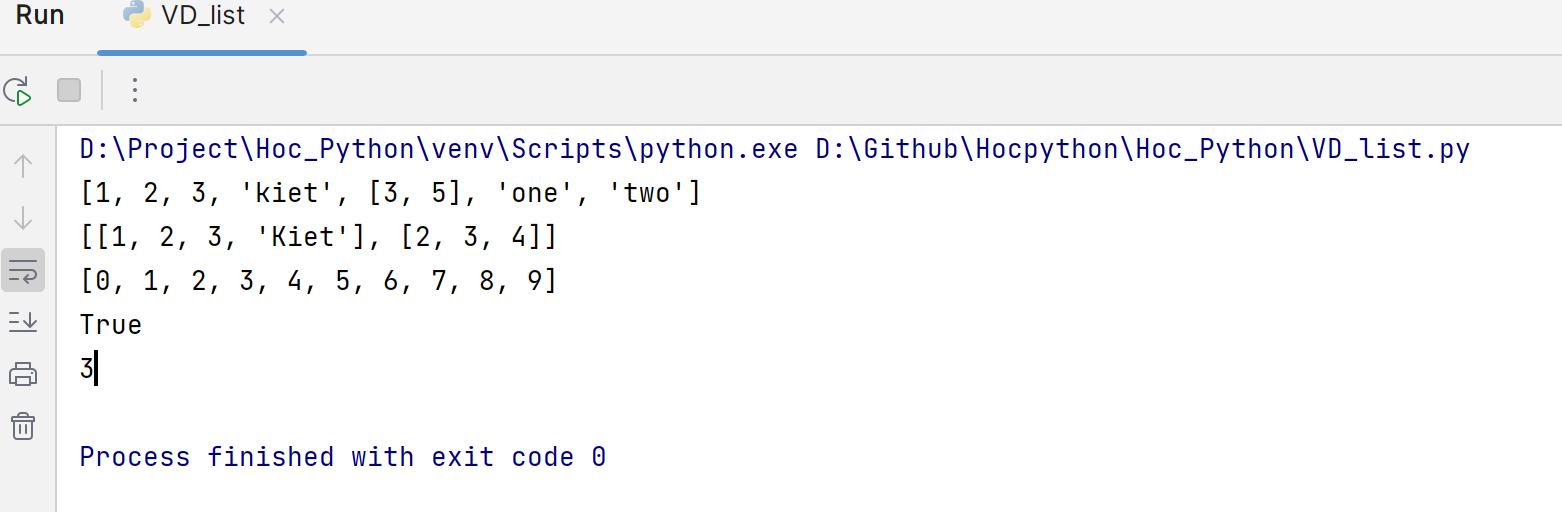 Run VD_list
D:\Project\Hoc_Python\venv\Scripts\python.exe D:\Github\Hocpython\Hoc_Python\VD_list.py
[1, 2, 3, 'kiet', [3, 5], 'one', 'two']
[[1, 2, 3, 'Kiet'], [2, 3, 4]]
[0, 1, 2, 3, 4, 5, 6, 7, 8, 9]
True
3
Process finished with exit code 0